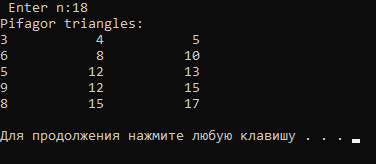 Enter n:18
Pifagor triangles:
3 4 5
6 8 10
5 12 13
9 12 15
8 15 17
Для продолжения нажмите любую клавишу . . .